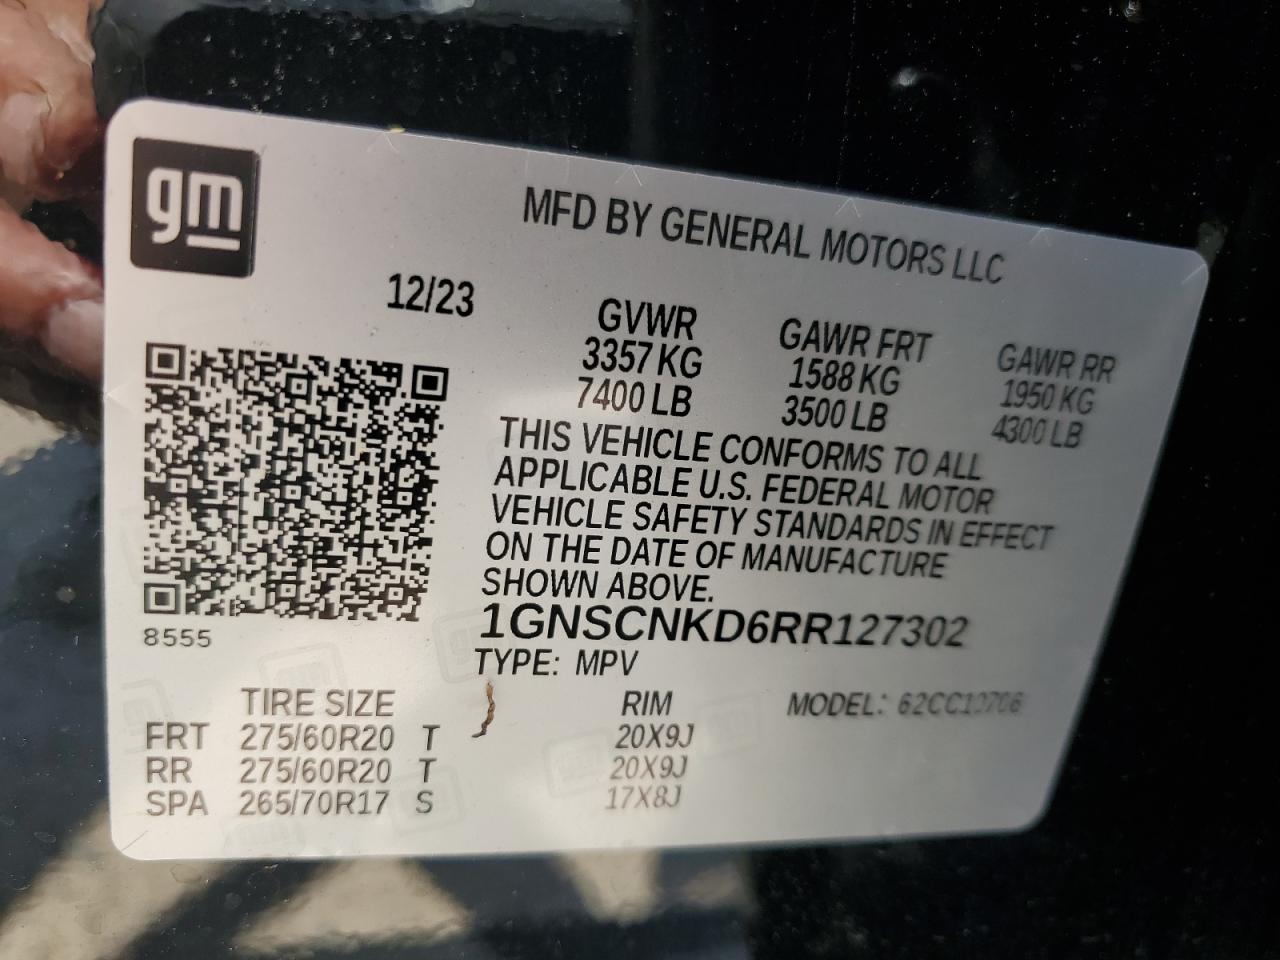 gm
MFD BY GENERAL MOTORS LLC
12/23
GVWR GAWR FRT GAWR RR
3357 KG 1588 KG 1950 KG
7400 LB 3500 LB 4300 LB
THIS VEHICLE CONFORMS TO ALL
APPLICABLE U.S. FEDERAL MOTOR
VEHICLE SAFETY STANDARDS IN EFFECT
ON THE DATE OF MANUFACTURE
SHOWN ABOVE.
1GNSCNKD6RR127302
8555
TYPE: MPV
TIRE SIZE RIM MODEL: 62CC10706
FRT 275/60R20 T 20X9J
RR 275/60R20 T 20X9J
SPA 265/70R17 S 17X8J